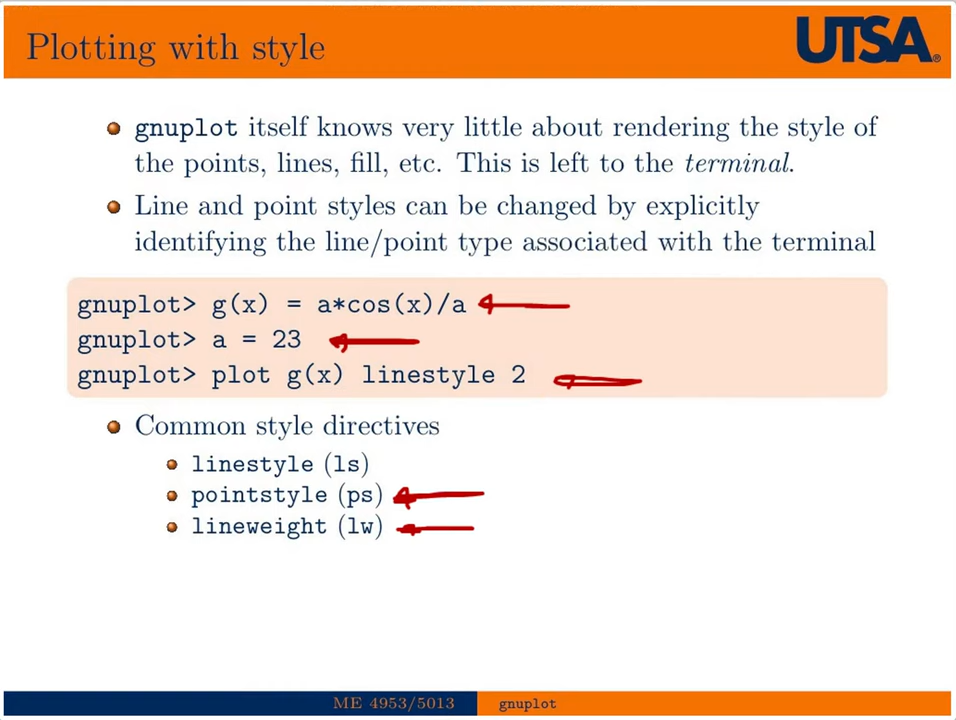 Plotting with style
UTSA®
gnuplot itself knows very little about rendering the style of
the points, lines, fill, etc. This is left to the terminal.
Line and point styles can be changed by explicitly
identifying the line/point type associated with the terminal
gnuplot> g(x) = a*cos(x)/a
gnuplot> a = 23
gnuplot> plot g(x) linestyle 2
Common style directives
linestyle (ls)
pointstyle (ps)
lineweight (lw)
ME 4953/5013
gnuplot